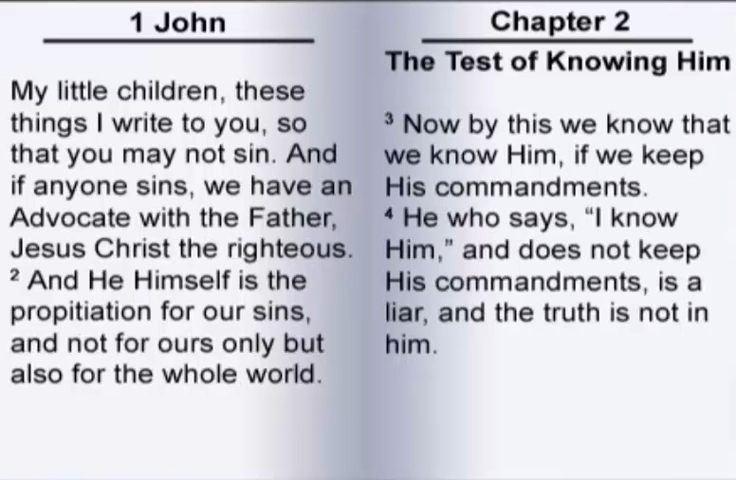 1 John
My little children, these
things I write to you, so
that you may not sin. And
if anyone sins, we have an
Advocate with the Father,
Jesus Christ the righteous.
² And He Himself is the
propitiation for our sins,
and not for ours only but
also for the whole world.
Chapter 2
The Test of Knowing Him
³ Now by this we know that
we know Him, if we keep
His commandments.
⁴ He who says, “I know
Him,” and does not keep
His commandments, is a
liar, and the truth is not in
him.